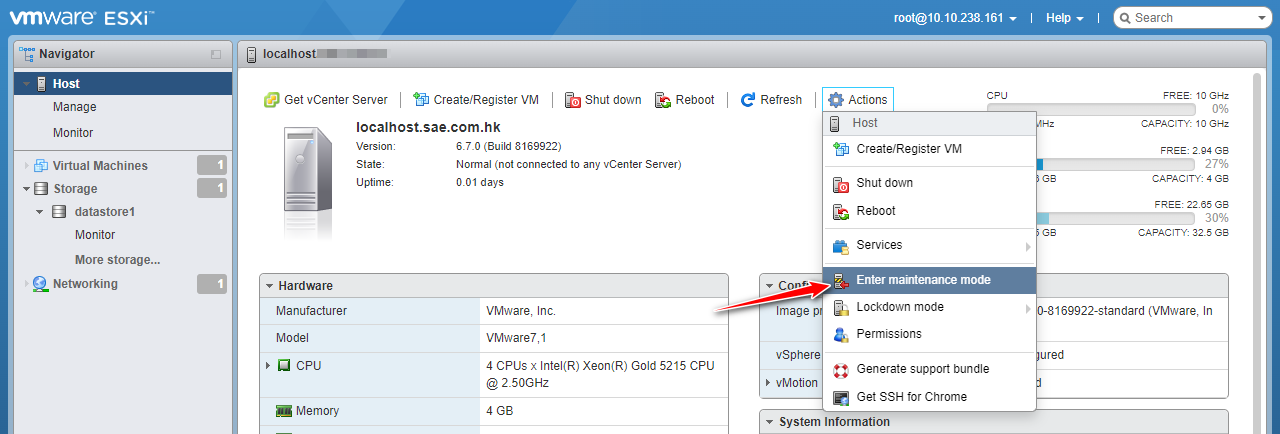 vmware ESXi
root@10.10.238.161
Help
Search
Navigator
Host
Manage
Monitor
Virtual Machines 1
Storage 1
datastore1
Monitor
More storage...
Networking 1
localhost.
Get vCenter Server
Create/Register VM
Shut down
Reboot
Refresh
Actions
localhost.sae.com.hk
Version: 6.7.0 (Build 8169922)
State: Normal (not connected to any vCenter Server)
Uptime: 0.01 days
CPU FREE: 10 GHz
0%
MHz CAPACITY: 10 GHz
FREE: 2.94 GB
27%
GB CAPACITY: 4 GB
FREE: 22.65 GB
30%
GB CAPACITY: 32.5 GB
Host
Create/Register VM
Shut down
Reboot
Services
Enter maintenance mode
Lockdown mode
Permissions
Generate support bundle
Get SSH for Chrome
Hardware
Manufacturer VMware, Inc.
Model VMware7,1
CPU 4 CPUs x Intel(R) Xeon(R) Gold 5215 CPU
@ 2.50GHz
Memory 4 GB
Image
0-8169922-standard (VMware, In
vSphere
vMotion
System Information